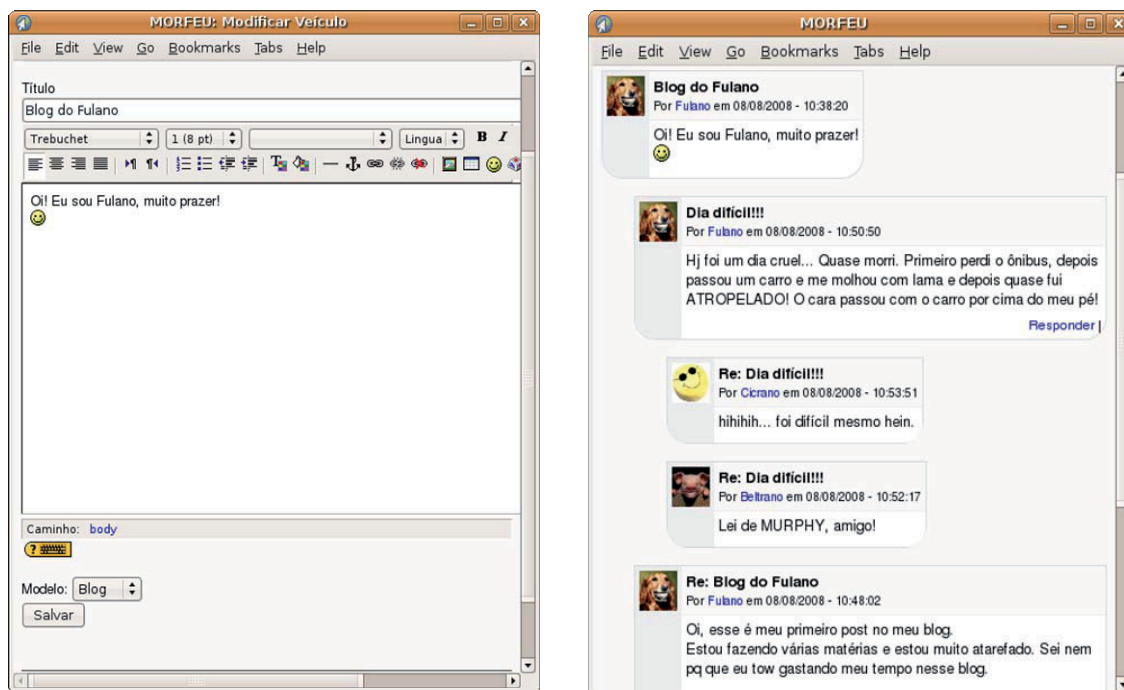 MORFEU: Modificar Veículo
File Edit View Go Bookmarks Tabs Help
Título
Blog do Fulano
Trebuchet 1 (8 pt) Lingua B I
Oi! Eu sou Fulano, muito prazer!
Caminho: body
?
Modelo: Blog
Salvar
MORFEU
File Edit View Go Bookmarks Tabs Help
Blog do Fulano
Por Fulano em 08/08/2008 - 10:38:20
Oi! Eu sou Fulano, muito prazer!
Dia difícil!!!
Por Fulano em 08/08/2008 - 10:50:50
Hj foi um dia cruel... Quase morri. Primeiro perdi o ônibus, depois
passou um carro e me molhou com lama e depois quase fui
ATROPELADO! O cara passou com o carro por cima do meu pé!
Responder |
Re: Dia difícil!!!
Por Cicrano em 08/08/2008 - 10:53:51
hihihih... foi difícil mesmo hein.
Re: Dia difícil!!!
Por Beltrano em 08/08/2008 - 10:52:17
Lei de MURPHY, amigo!
Re: Blog do Fulano
Por Fulano em 08/08/2008 - 10:48:02
Oi, esse é meu primeiro post no meu blog.
Estou fazendo várias matérias e estou muito atarefado. Sei nem
pq que eu tow gastando meu tempo nesse blog.